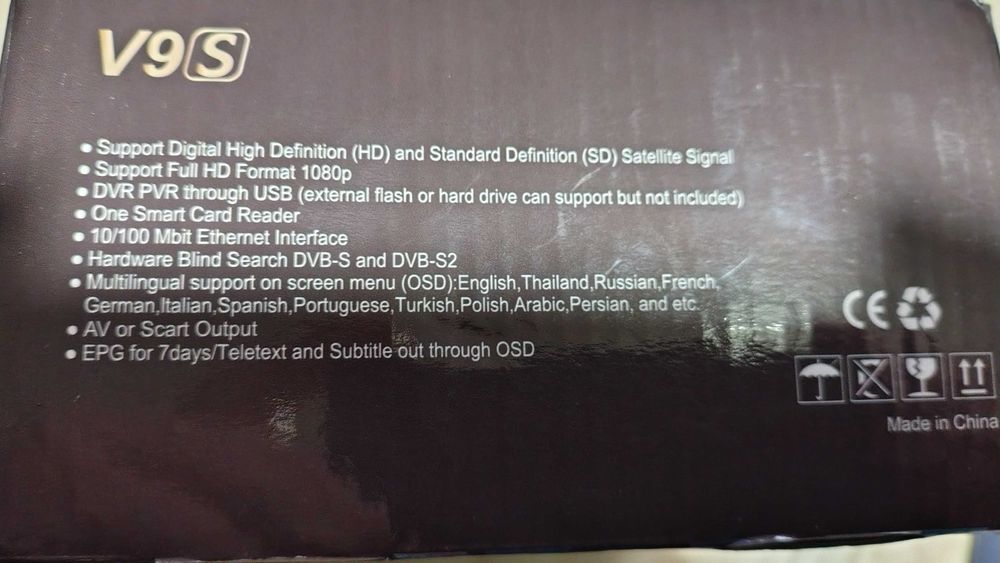 V9S
• Support Digital High Definition (HD) and Standard Definition (SD) Satellite Signal
• Support Full HD Format 1080p
• DVR PVR through USB (external flash or hard drive can support but not included)
• One Smart Card Reader
• 10/100 Mbit Ethernet Interface
• Hardware Blind Search DVB-S and DVB-S2
• Multilingual support on screen menu (OSD):English,Thailand,Russian,French,
German,Italian,Spanish,Portuguese,Turkish,Polish,Arabic,Persian, and etc.
• AV or Scart Output
• EPG for 7days/Teletext and Subtitle out through OSD
CE
Made in China